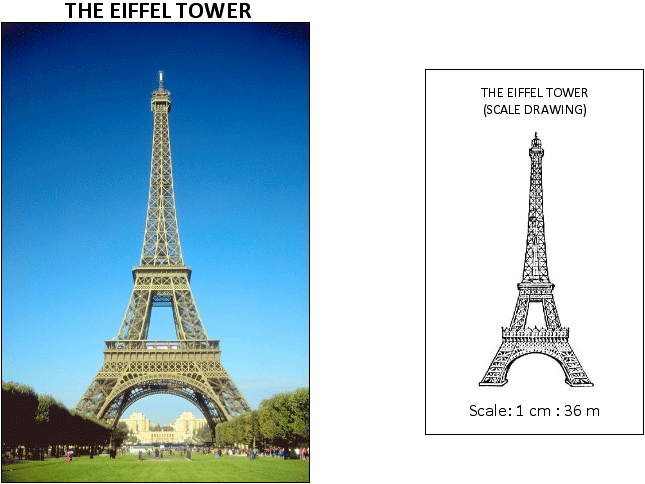 THE EIFFEL TOWER
THE EIFFEL TOWER
(SCALE DRAWING)
Scale: 1 cm : 36 m